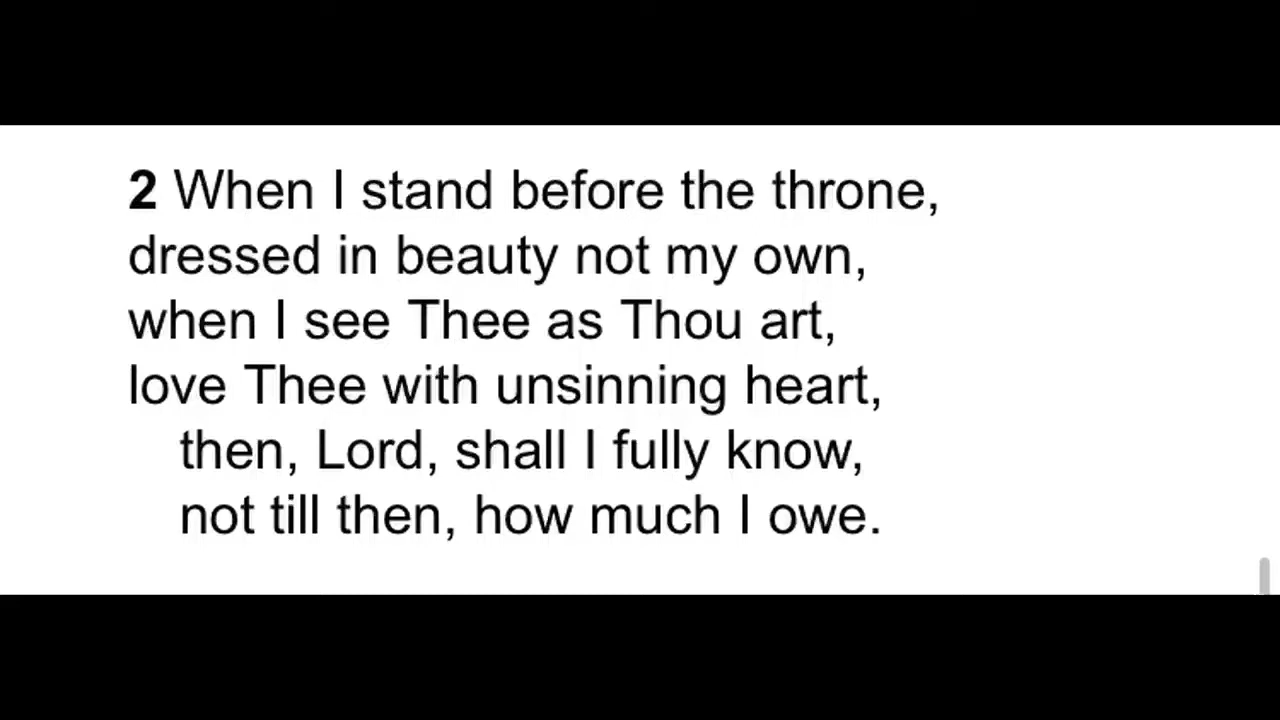 2 When I stand before the throne,
dressed in beauty not my own,
when I see Thee as Thou art,
love Thee with unsinning heart,
then, Lord, shall I fully know,
not till then, how much I owe.